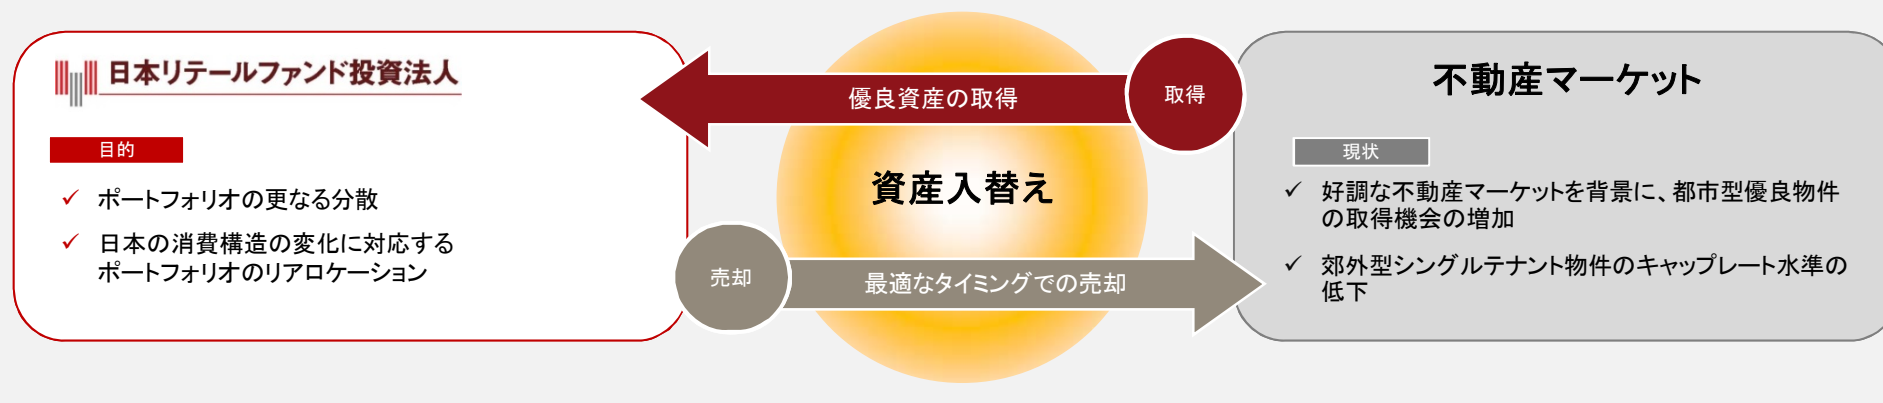 日本リテールファンド投資法人
目的
✓ ポートフォリオの更なる分散
✓ 日本の消費構造の変化に対応する
ポートフォリオのリアロケーション
優良資産の取得
取得
資産入替え
売却
最適なタイミングでの売却
不動産マーケット
現状
✓ 好調な不動産マーケットを背景に、都市型優良物件
の取得機会の増加
✓ 郊外型シングルテナント物件のキャップレート水準の
低下